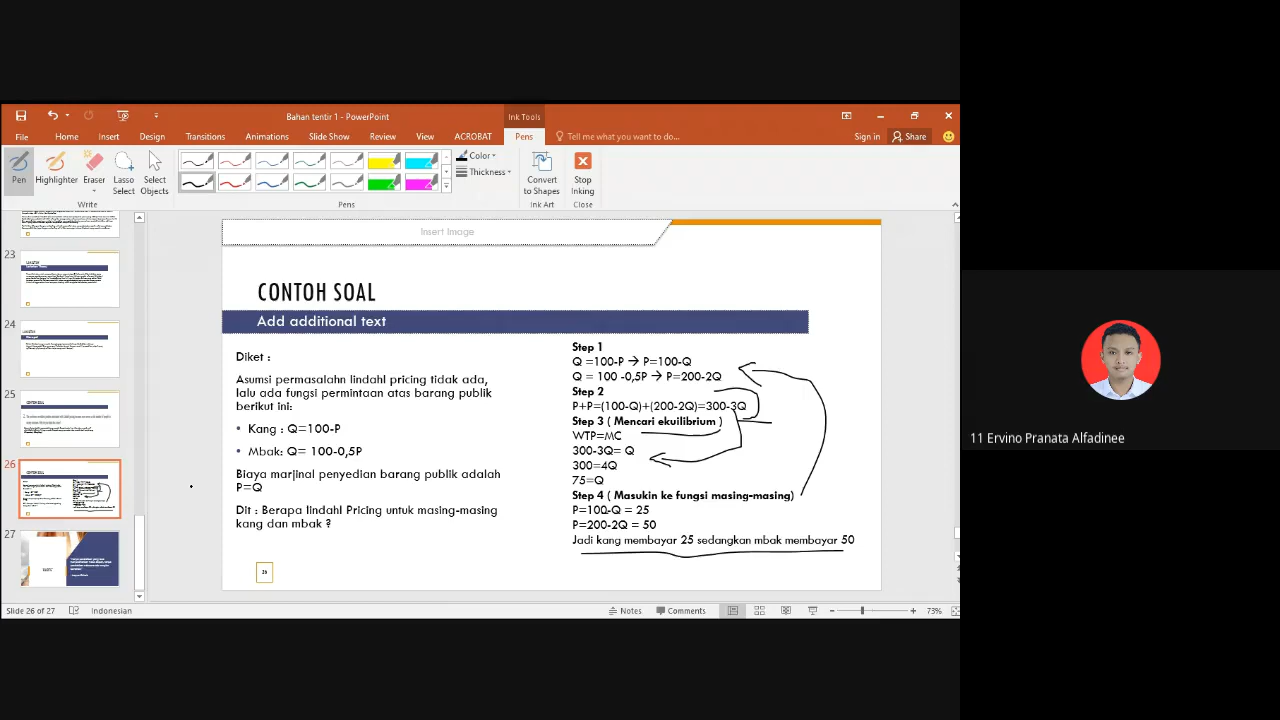 Bahan tentir 1 - PowerPoint
Ink Tools
File Home Insert Design Transitions Animations Slide Show Review View ACROBAT Pens Tell me what you want to do... Sign in Share
Pen Highlighter Eraser Lasso Select Select Objects
Color
Thickness
Convert to Shapes
Stop Inking
Write Pens Ink Art Close
23
24
25
26
27
Insert Image
CONTOH SOAL
Add additional text
Diket :
Asumsi permasalahn lindahl pricing tidak ada,
lalu ada fungsi permintaan atas barang publik
berikut ini:
• Kang : Q=100-P
• Mbak: Q= 100-0,5P
Biaya marjinal penyedian barang publik adalah
P=Q
Dit : Berapa lindahl Pricing untuk masing-masing
kang dan mbak ?
26
Step 1
Q =100-P → P=100-Q
Q = 100 -0,5P → P=200-2Q
Step 2
P+P=(100-Q)+(200-2Q)=300-3Q
Step 3 ( Mencari ekuilibrium )
WTP=MC
300-3Q= Q
300=4Q
75=Q
Step 4 ( Masukin ke fungsi masing-masing)
P=100-Q = 25
P=200-2Q = 50
Jadi kang membayar 25 sedangkan mbak membayar 50
11 Ervino Pranata Alfadinee
Slide 26 of 27 Indonesian Notes Comments 73%